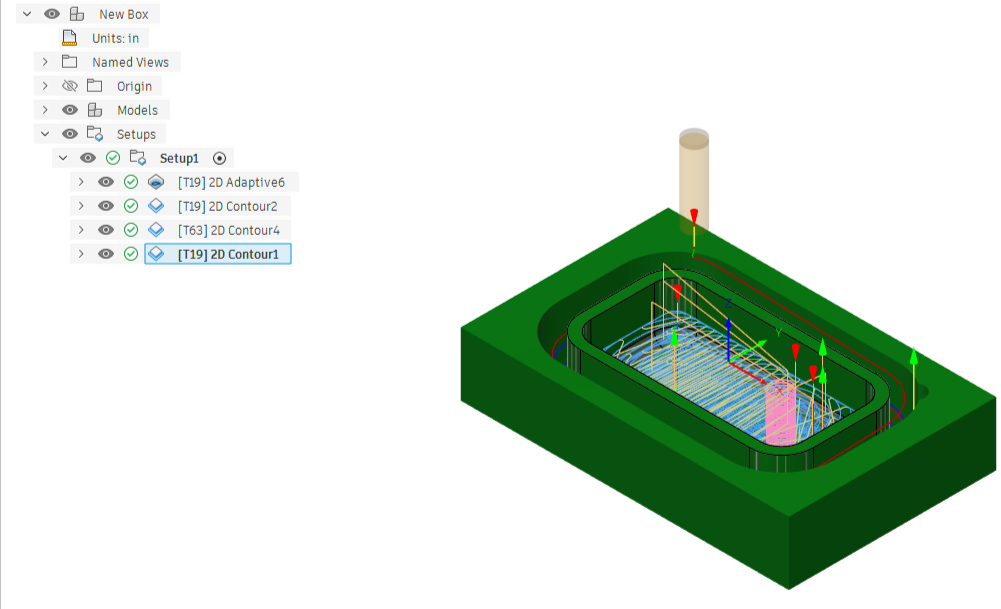 New Box
Units: in
Named Views
Origin
Models
Setups
Setup1
[T19] 2D Adaptive6
[T19] 2D Contour2
[T63] 2D Contour4
[T19] 2D Contour1
Z
Y
X